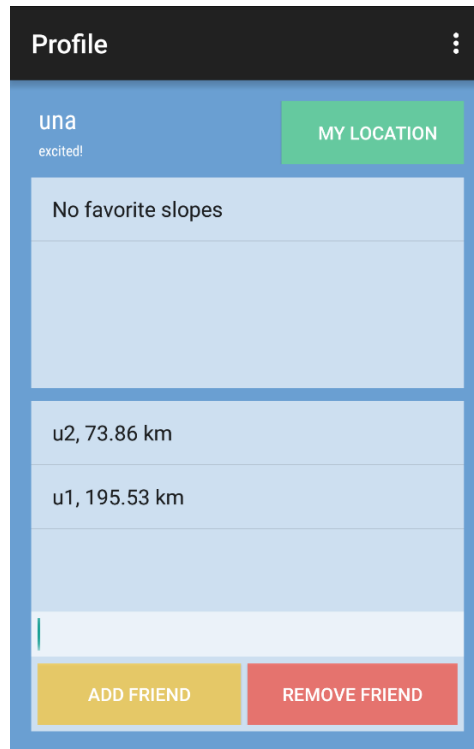 Profile
una
MY LOCATION
excited!
No favorite slopes
u2, 73.86 km
u1, 195.53 km
ADD FRIEND
REMOVE FRIEND